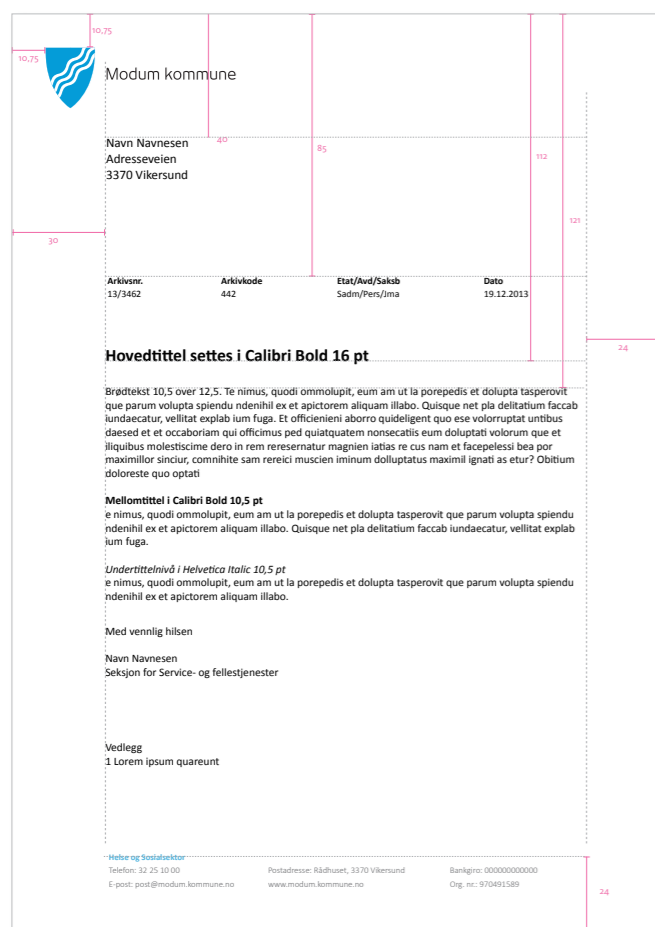 10,75
10,75
Modum kommune
40
85
112
121
30
24
Navn Navnesen
Adresseveien
3370 Vikersund
Arkivsnr. Arkivkode Etat/Avd/Saksb Dato
13/3462 442 Sadm/Pers/Jma 19.12.2013
Hovedtittel settes i Calibri Bold 16 pt
Brødtekst 10,5 over 12,5. Te nimus, quodi ommolupit, eum am ut la porepedis et dolupta tasperovit
que parum volupta spiendu ndenihil ex et apictorem aliquam illabo. Quisque net pla delitatium faccab
iundaecatur, vellitat explab ium fuga. Et officienieni aborro quideligent quo ese volorruptat untibus
daesed et et occaboriam qui officimus ped quiatquatem nonsecatiis eum doluptati volorum que et
iliquibus molestiscime dero in rem reresernatur magnien iatias re cus nam et facepelessi bea por
maximillor sinciur, comnihite sam rereici muscien iminum dolluptatus maximil ignati as etur? Obitium
doloreste quo optati
Mellomtittel i Calibri Bold 10,5 pt
e nimus, quodi ommolupit, eum am ut la porepedis et dolupta tasperovit que parum volupta spiendu
ndenihil ex et apictorem aliquam illabo. Quisque net pla delitatium faccab iundaecatur, vellitat explab
ium fuga.
Undertittelnivå i Helvetica Italic 10,5 pt
e nimus, quodi ommolupit, eum am ut la porepedis et dolupta tasperovit que parum volupta spiendu
ndenihil ex et apictorem aliquam illabo.
Med vennlig hilsen
Navn Navnesen
Seksjon for Service- og fellestjenester
Vedlegg
1 Lorem ipsum quareunt
Helse og Sosialsektor
Telefon: 32 25 10 00 Postadresse: Rådhuset, 3370 Vikersund Bankgiro: 000000000000
E-post: post@modum.kommune.no www.modum.kommune.no Org. nr.: 970491589
24